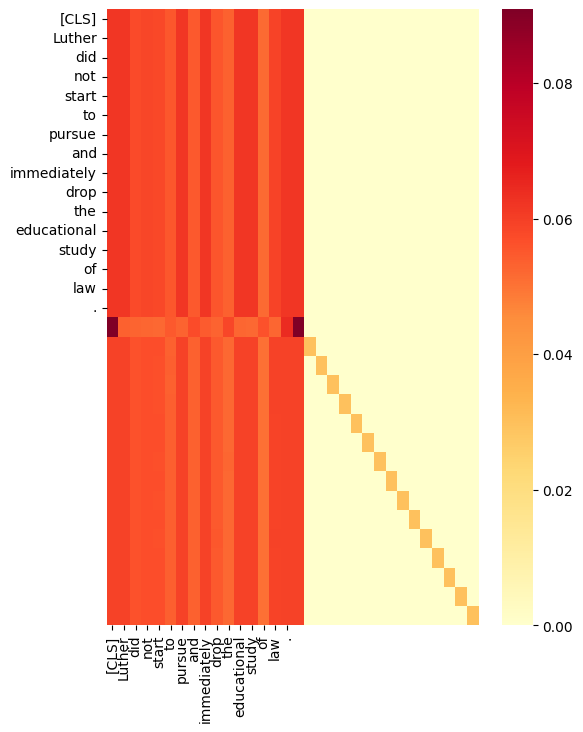 [CLS]
Luther
did
not
start
to
pursue
and
immediately
drop
the
educational
study
of
law
.
0.08
0.06
0.04
0.02
0.00
[CLS]
Luther
did
not
start
to
pursue
and
immediately
drop
the
educational
study
of
law
.